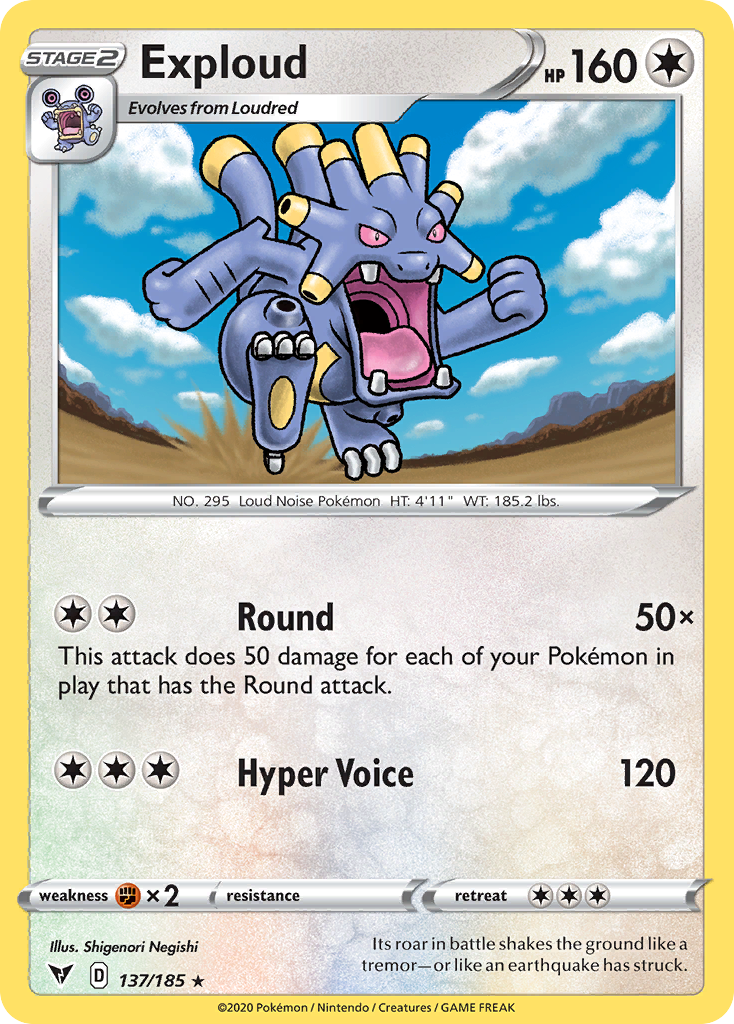 STAGE 2
Exploud
HP 160
Evolves from Loudred
NO. 295 Loud Noise Pokémon HT: 4'11" WT: 185.2 lbs.
Round 50×
This attack does 50 damage for each of your Pokémon in
play that has the Round attack.
Hyper Voice 120
weakness ×2 resistance retreat
Illus. Shigenori Negishi
Its roar in battle shakes the ground like a
tremor—or like an earthquake has struck.
D 137/185 ★
©2020 Pokémon / Nintendo / Creatures / GAME FREAK